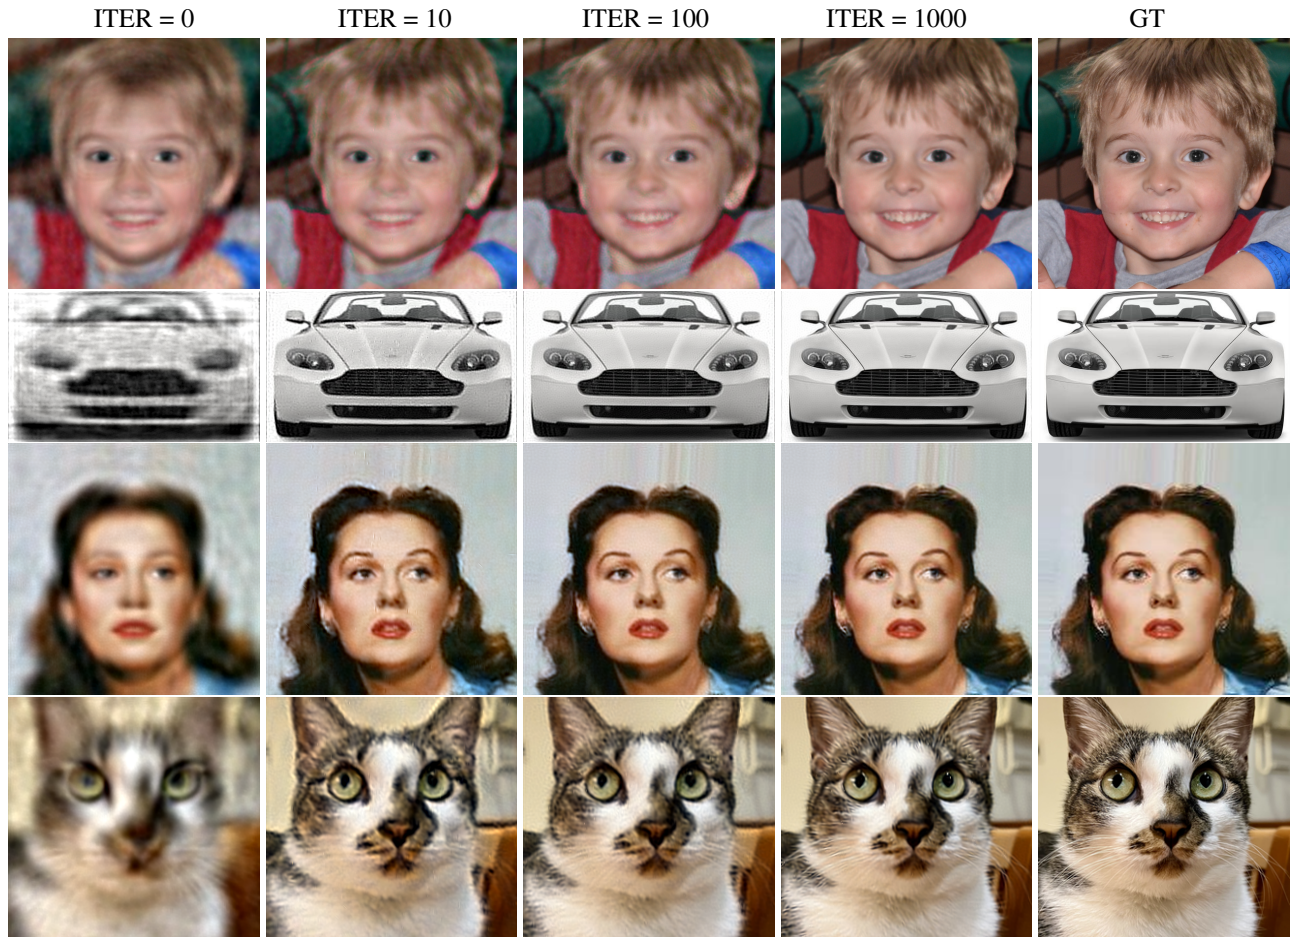 ITER = 0 ITER = 10 ITER = 100 ITER = 1000 GT